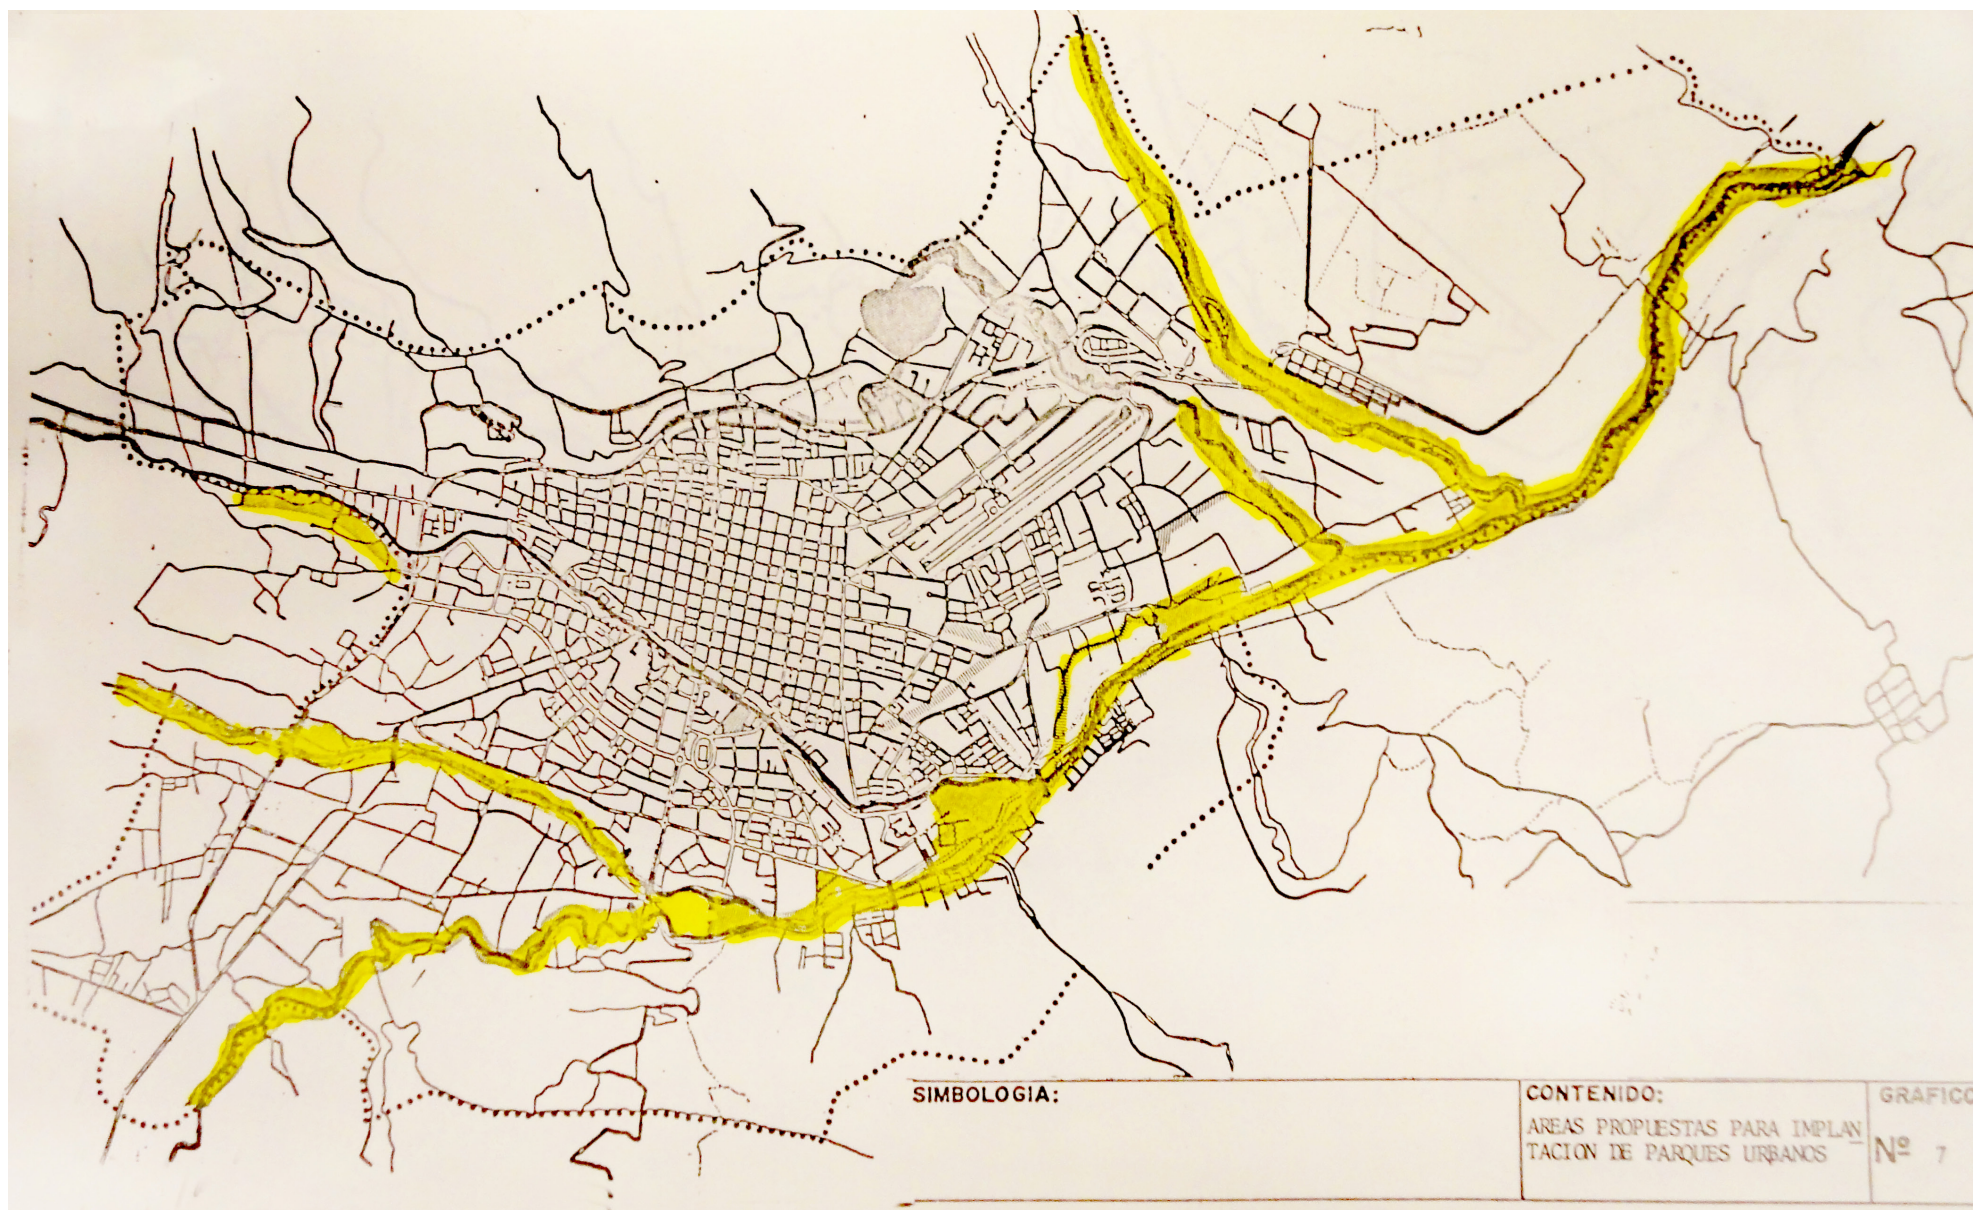 SIMBOLOGIA:
CONTENIDO:
AREAS PROPUESTAS PARA IMPLAN
TACION DE PARQUES URBANOS
GRAFICO
Nº 7